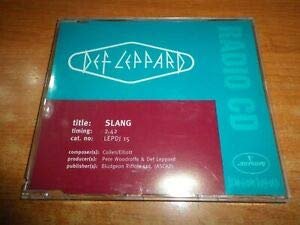 DEF LEPPARD
RADIO CD
title: SLANG
timing: 2.42
cat. no: LEPDJ 15
composer(s): Collen/Elliott
producer(s): Pete Woodroffe & Def Leppard
publisher(s): Bludgeon Riffola Ltd. (ASCAP)
mercury